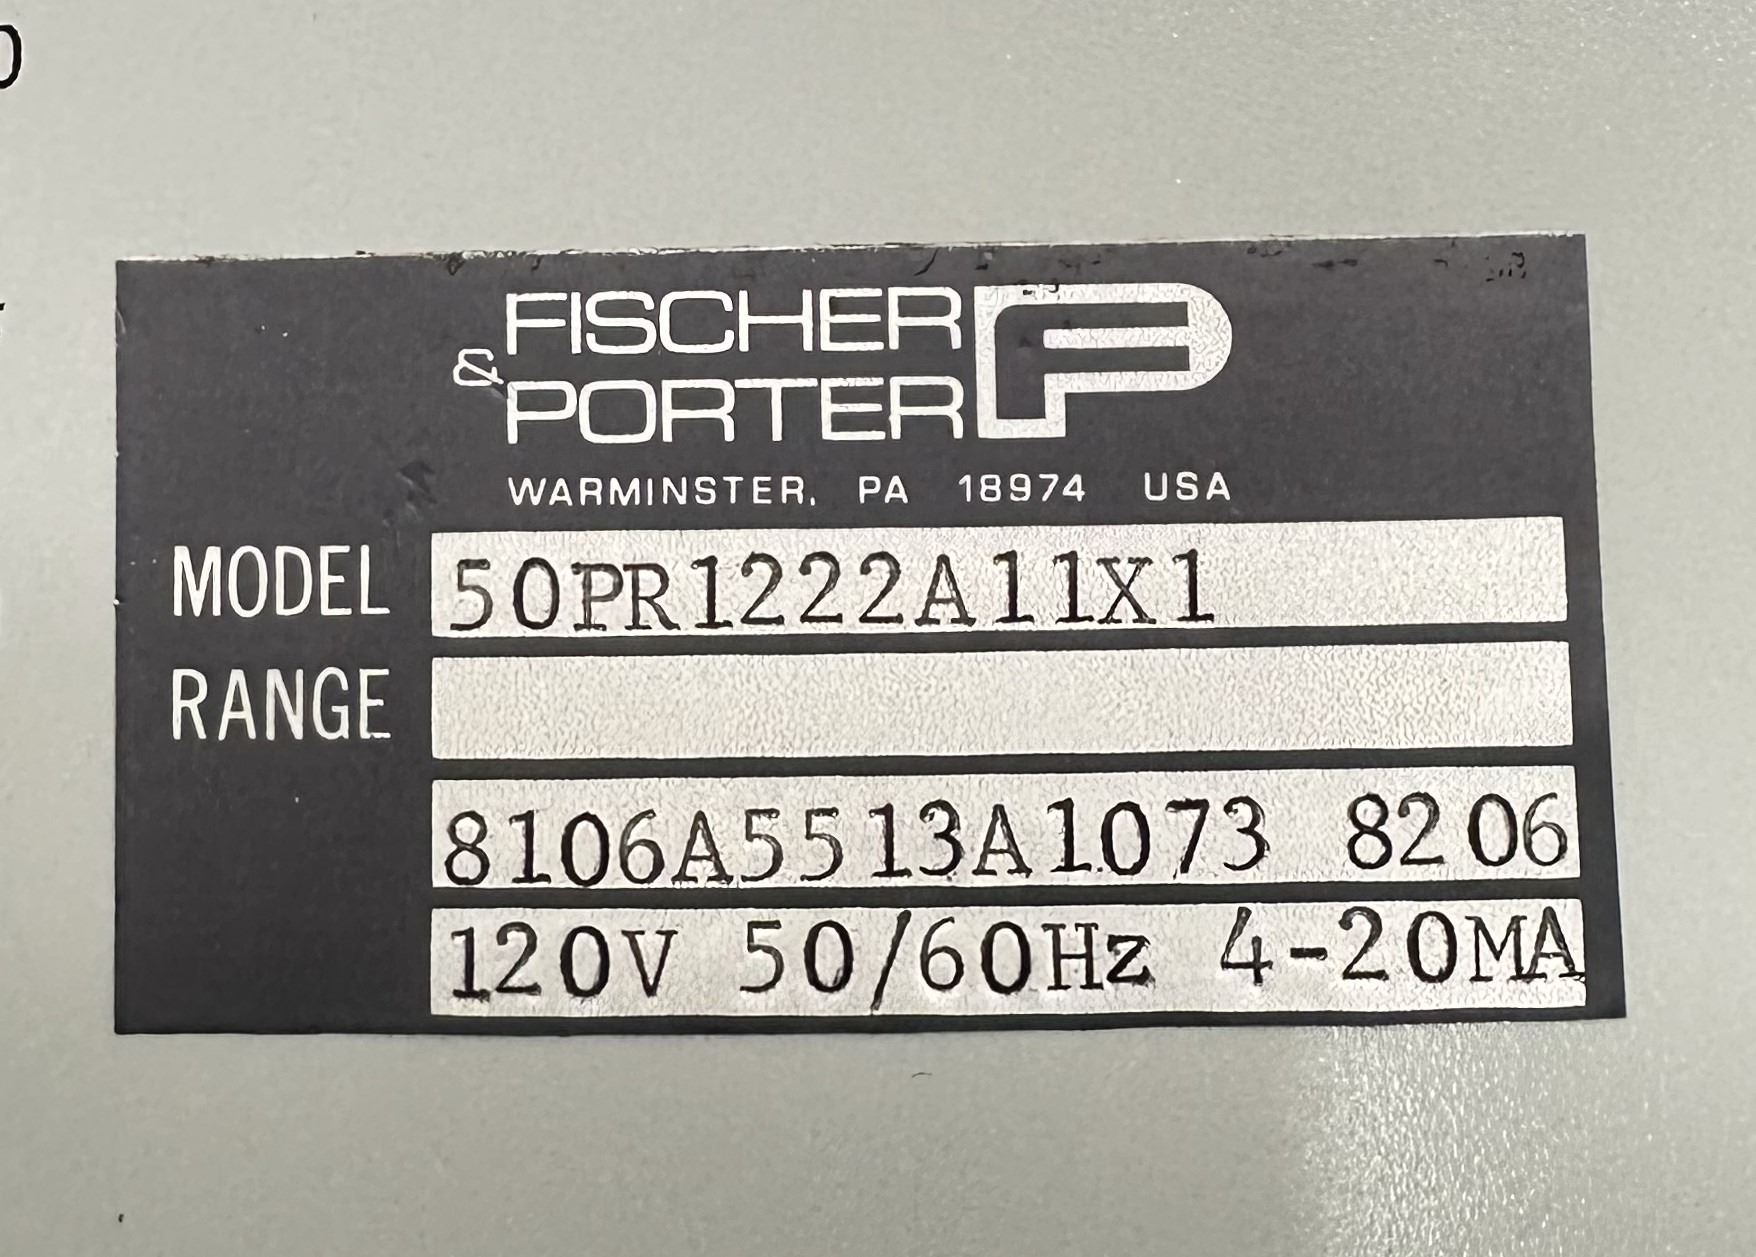 FISCHER
& PORTER
WARMINSTER, PA 18974 USA
MODEL 50PR1222A11X1
RANGE
8106A5513A1073 8206
120V 50/60Hz 4-20MA